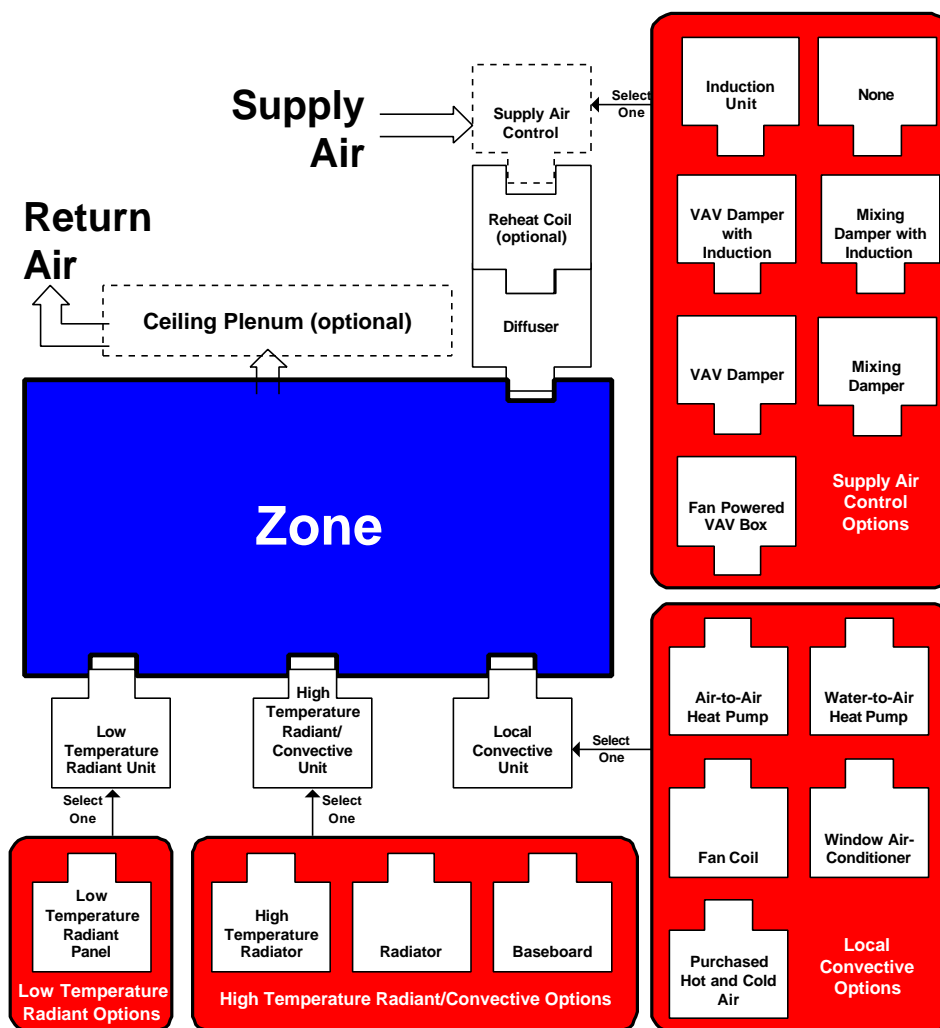 Supply
Air
Return
Air
Supply Air
Control
Select
One
Reheat Coil
(optional)
Diffuser
Ceiling Plenum (optional)
Zone
Induction
Unit
None
VAV Damper
with
Induction
Mixing
Damper with
Induction
VAV Damper
Mixing
Damper
Fan Powered
VAV Box
Supply Air
Control
Options
Low
Temperature
Radiant Unit
High
Temperature
Radiant/
Convective
Unit
Local
Convective
Unit
Select
One
Select
One
Select
One
Air-to-Air
Heat Pump
Water-to-Air
Heat Pump
Fan Coil
Window Air-
Conditioner
Purchased
Hot and Cold
Air
Local
Convective
Options
Low
Temperature
Radiant
Panel
Low Temperature
Radiant Options
High
Temperature
Radiator
Radiator
Baseboard
High Temperature Radiant/Convective Options